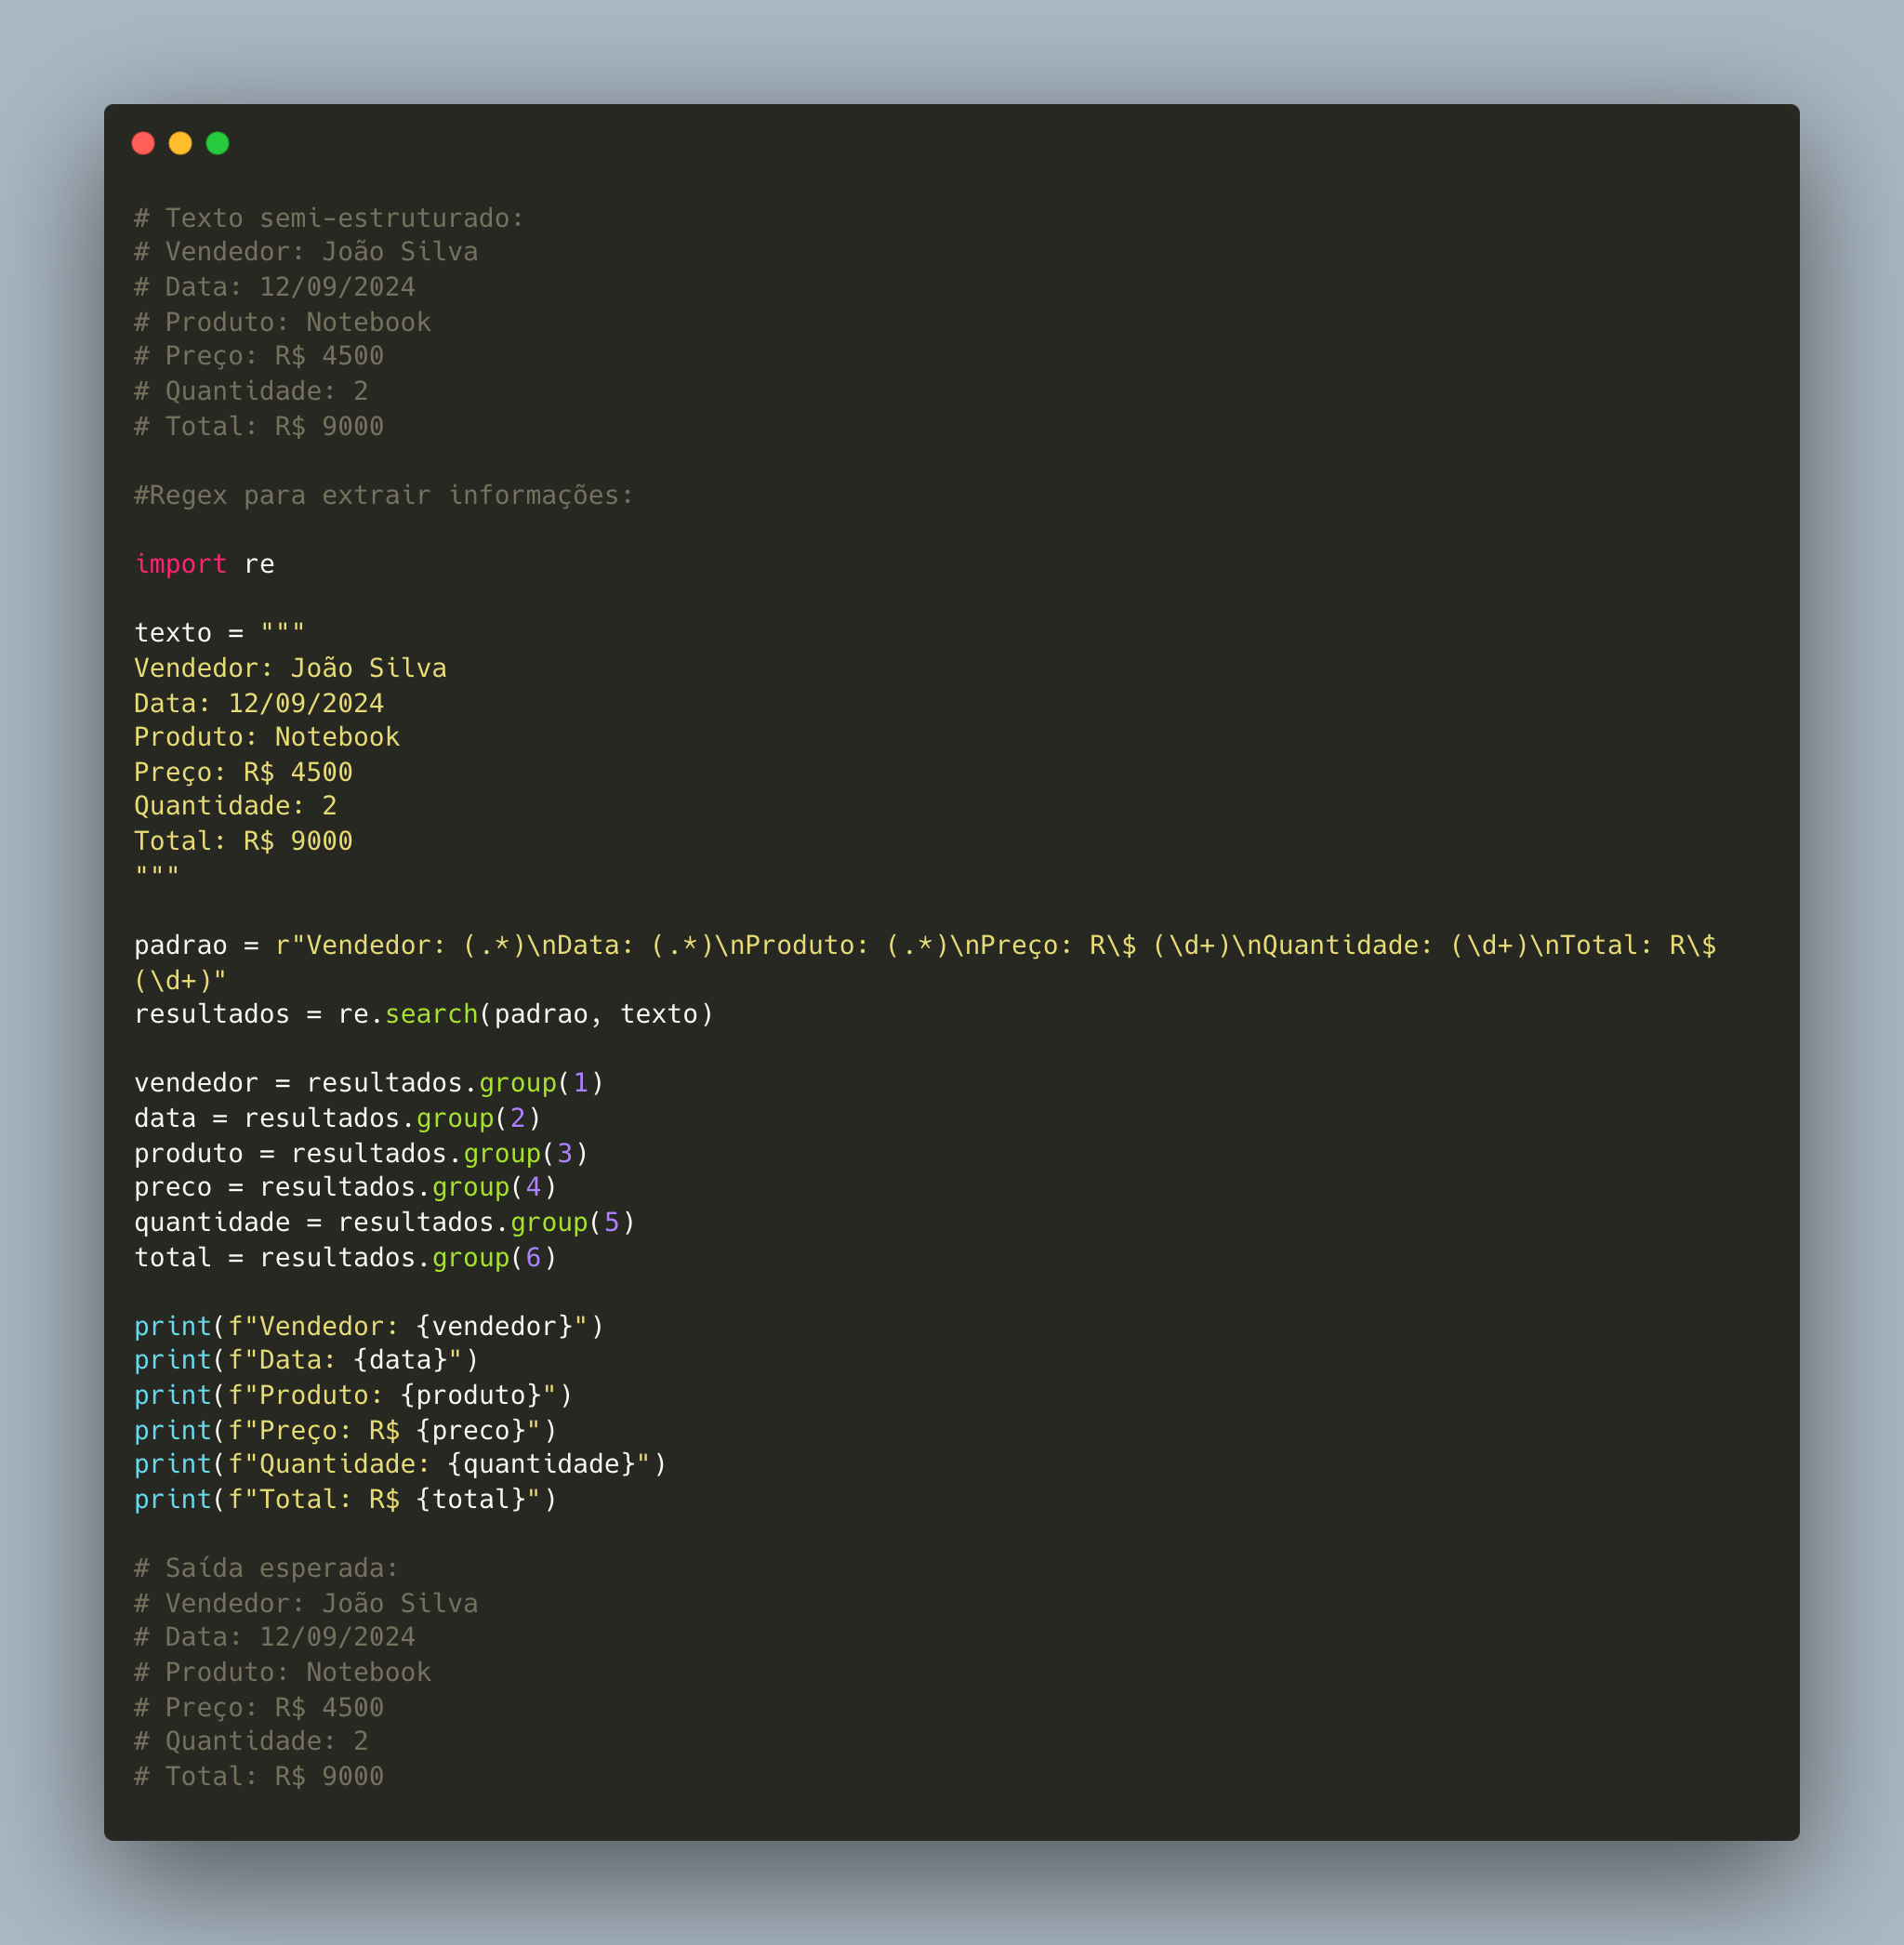 # Texto semi-estruturado:
# Vendedor: João Silva
# Data: 12/09/2024
# Produto: Notebook
# Preço: R$ 4500
# Quantidade: 2
# Total: R$ 9000
#Regex para extrair informações:
import re
texto = """
Vendedor: João Silva
Data: 12/09/2024
Produto: Notebook
Preço: R$ 4500
Quantidade: 2
Total: R$ 9000
"""
padrao = r"Vendedor: (.*)\nData: (.*)\nProduto: (.*)\nPreço: R\$ (\d+)\nQuantidade: (\d+)\nTotal: R\$
(\d+)"
resultados = re.search(padrao, texto)
vendedor = resultados.group(1)
data = resultados.group(2)
produto = resultados.group(3)
preco = resultados.group(4)
quantidade = resultados.group(5)
total = resultados.group(6)
print(f"Vendedor: {vendedor}")
print(f"Data: {data}")
print(f"Produto: {produto}")
print(f"Preço: R$ {preco}")
print(f"Quantidade: {quantidade}")
print(f"Total: R$ {total}")
# Saída esperada:
# Vendedor: João Silva
# Data: 12/09/2024
# Produto: Notebook
# Preço: R$ 4500
# Quantidade: 2
# Total: R$ 9000